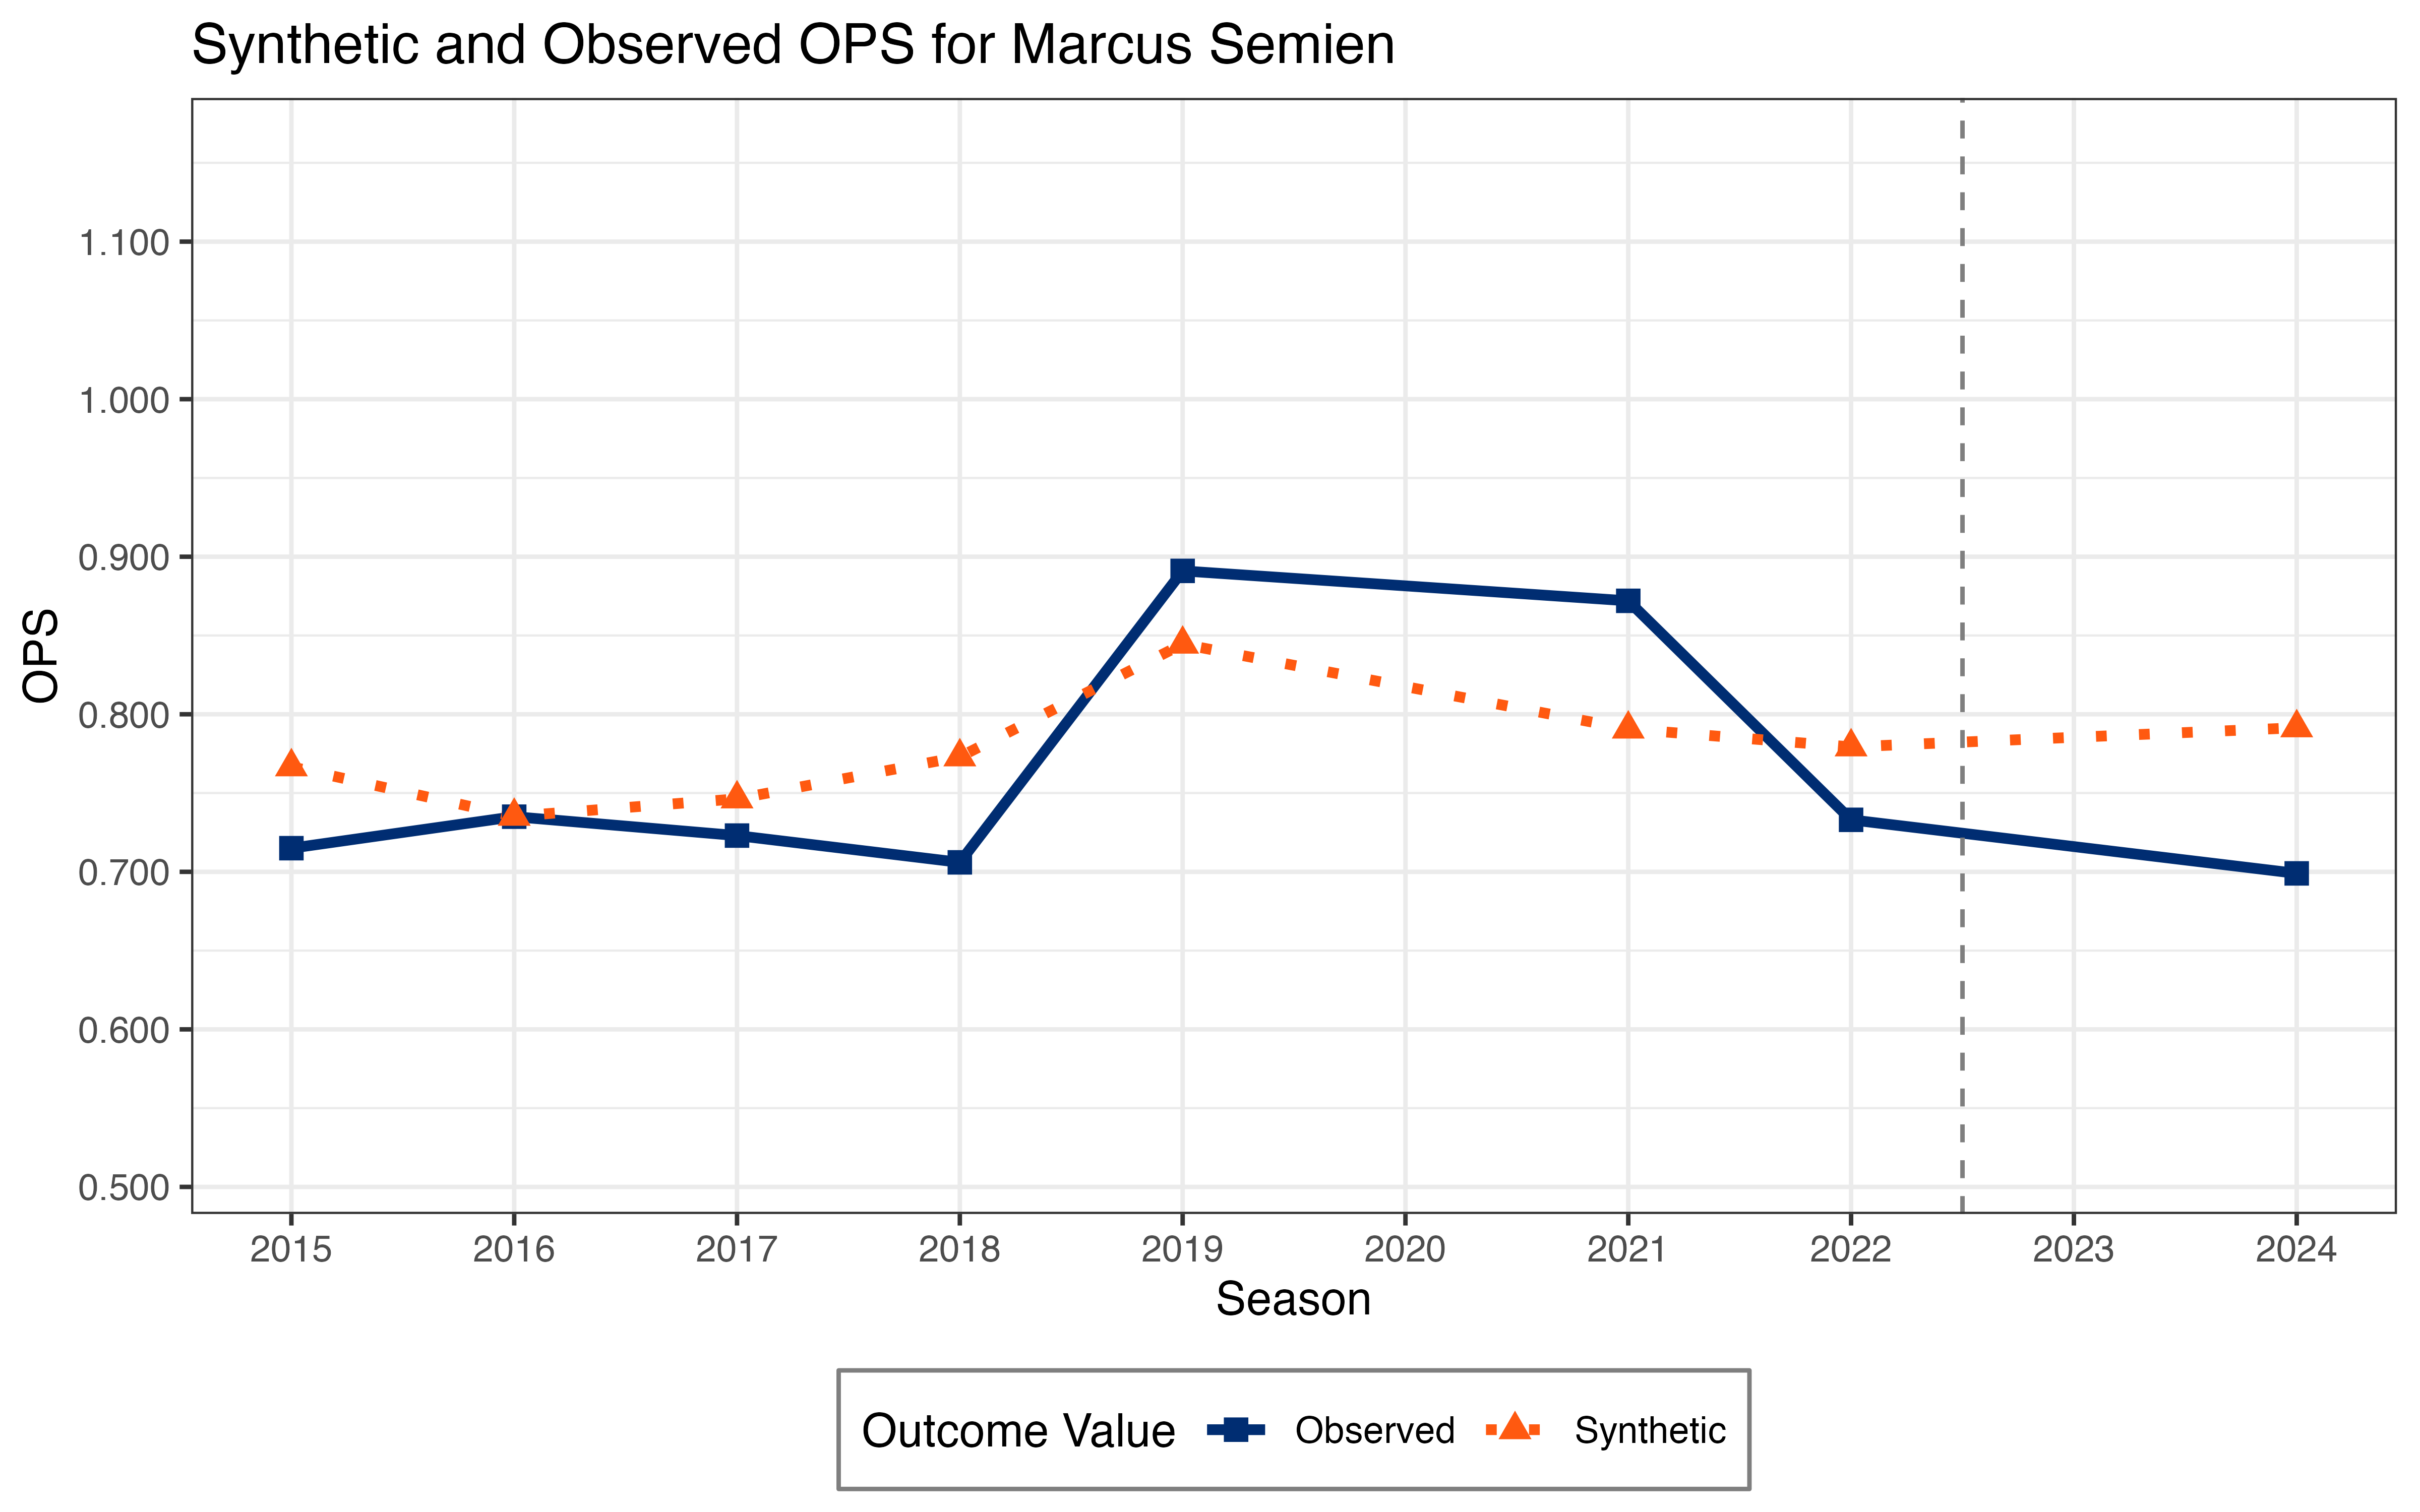 Synthetic and Observed OPS for Marcus Semien
1.100
1.000
0.900
0.800
0.700
0.600
0.500
OPS
2015 2016 2017 2018 2019 2020 2021 2022 2023 2024
Season
Outcome Value Observed Synthetic